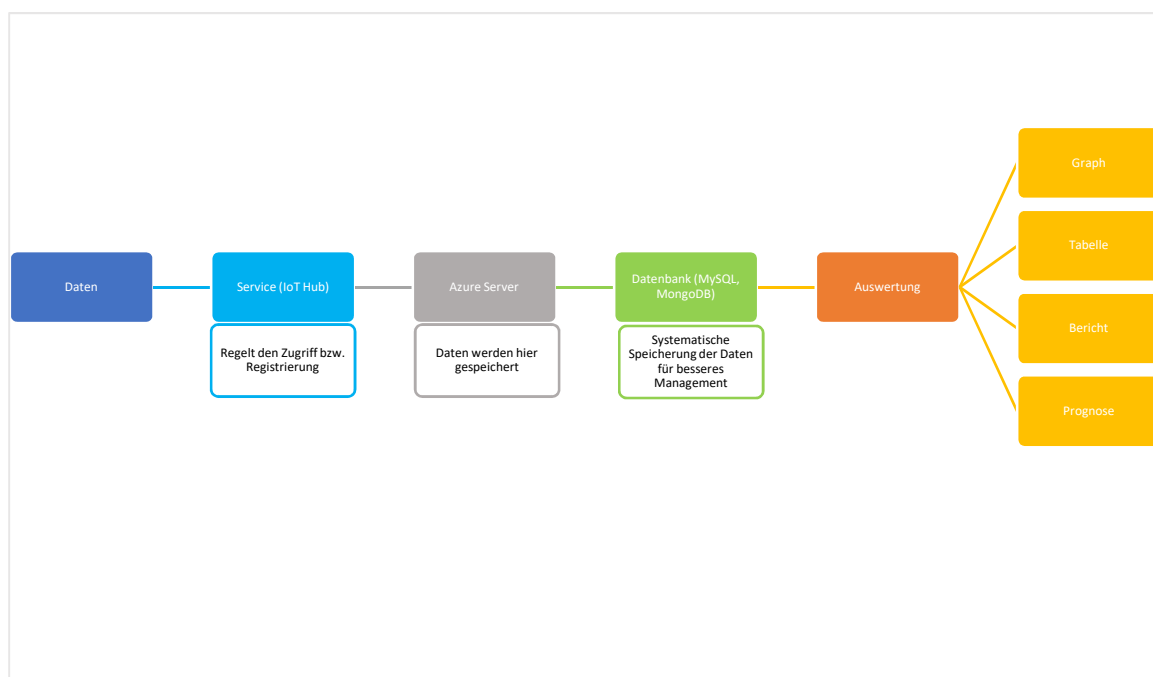 Daten
Service (IoT Hub)
Regelt den Zugriff bzw.
Registrierung
Azure Server
Daten werden hier
gespeichert
Datenbank (MySQL,
MongoDB)
Systematische
Speicherung der Daten
für besseres
Management
Auswertung
Graph
Tabelle
Bericht
Prognose